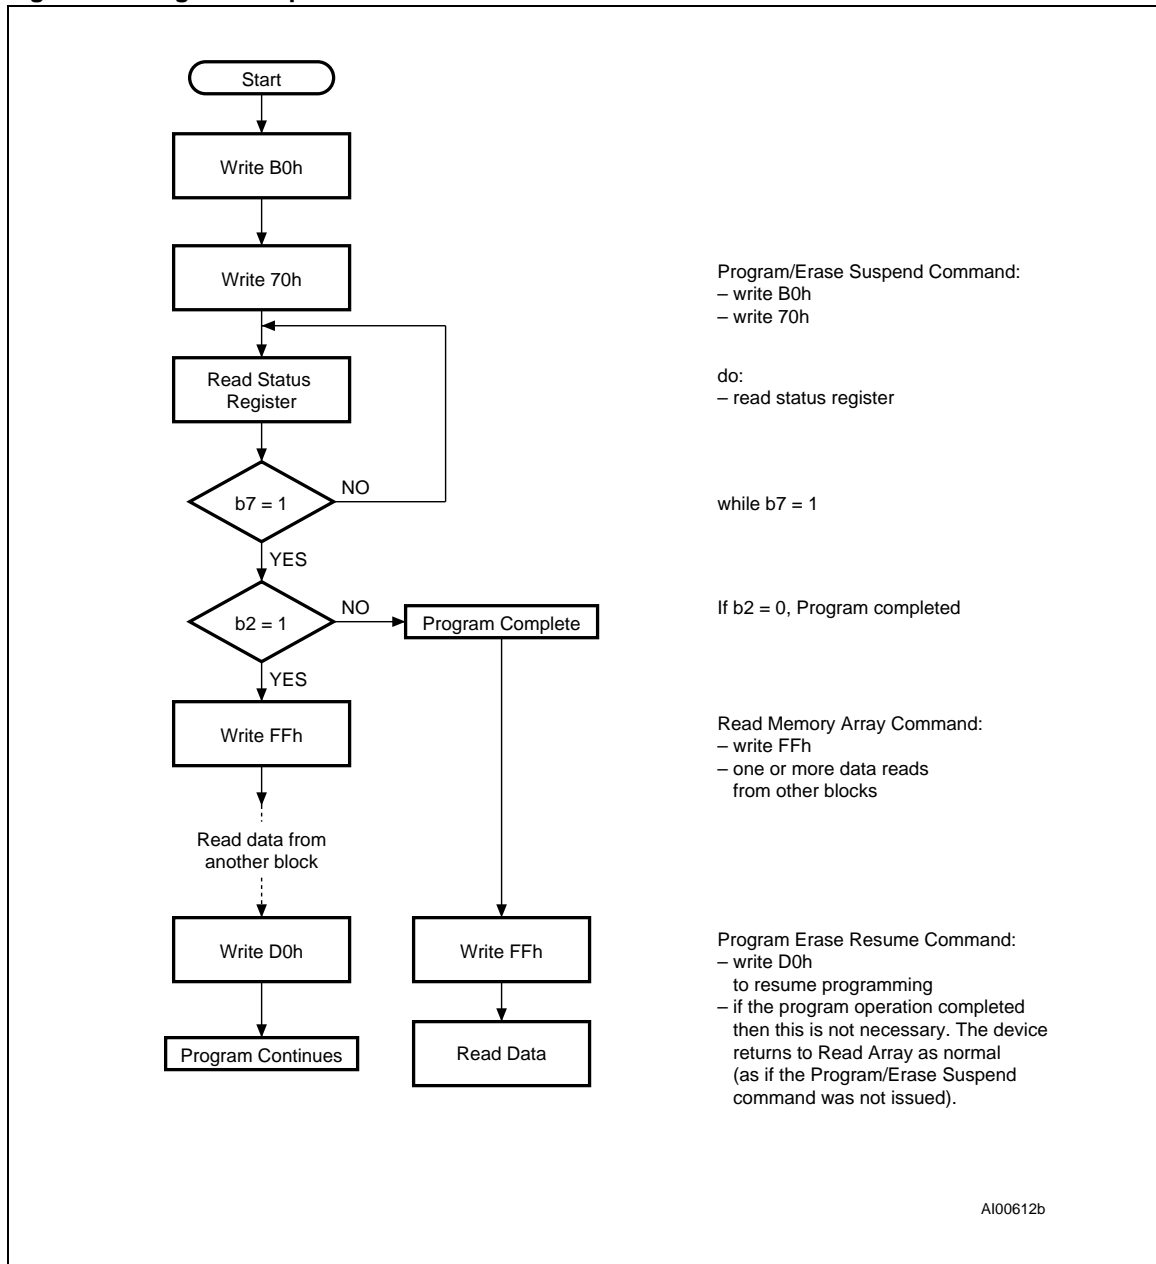 Start
Write B0h
Write 70h
Program/Erase Suspend Command:
– write B0h
– write 70h
Read Status
Register
do:
– read status register
b7 = 1
NO
while b7 = 1
YES
b2 = 1
NO
Program Complete
If b2 = 0, Program completed
YES
Write FFh
Read Memory Array Command:
– write FFh
– one or more data reads
from other blocks
Read data from
another block
Write D0h
Write FFh
Program Erase Resume Command:
– write D0h
to resume programming
– if the program operation completed
then this is not necessary. The device
returns to Read Array as normal
(as if the Program/Erase Suspend
command was not issued).
Program Continues
Read Data
AI00612b